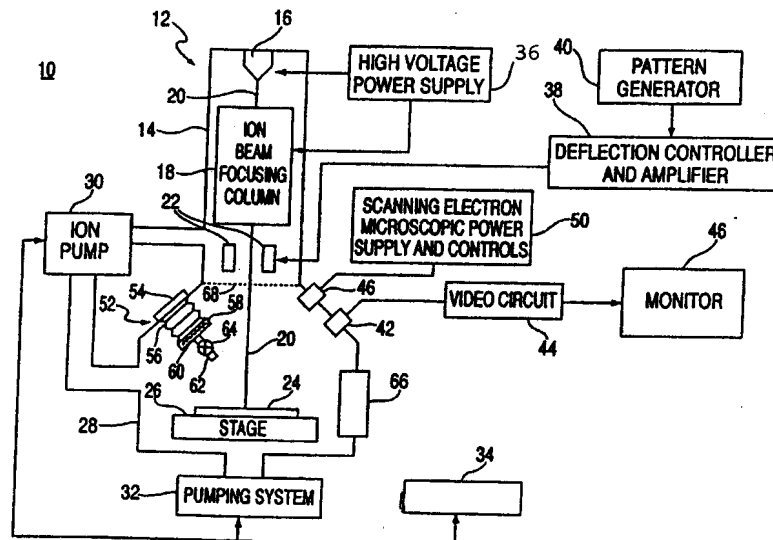 10
12
16
HIGH VOLTAGE
POWER SUPPLY
36
40
PATTERN
GENERATOR
20
14
ION
BEAM
FOCUSING
COLUMN
18
38
DEFLECTION CONTROLLER
AND AMPLIFIER
30
ION
PUMP
22
SCANNING ELECTRON
MICROSCOPIC POWER
SUPPLY AND CONTROLS
50
46
54
68
58
46
VIDEO CIRCUIT
MONITOR
52
64
42
44
56
60
62
20
66
26
24
STAGE
28
34
32
PUMPING SYSTEM